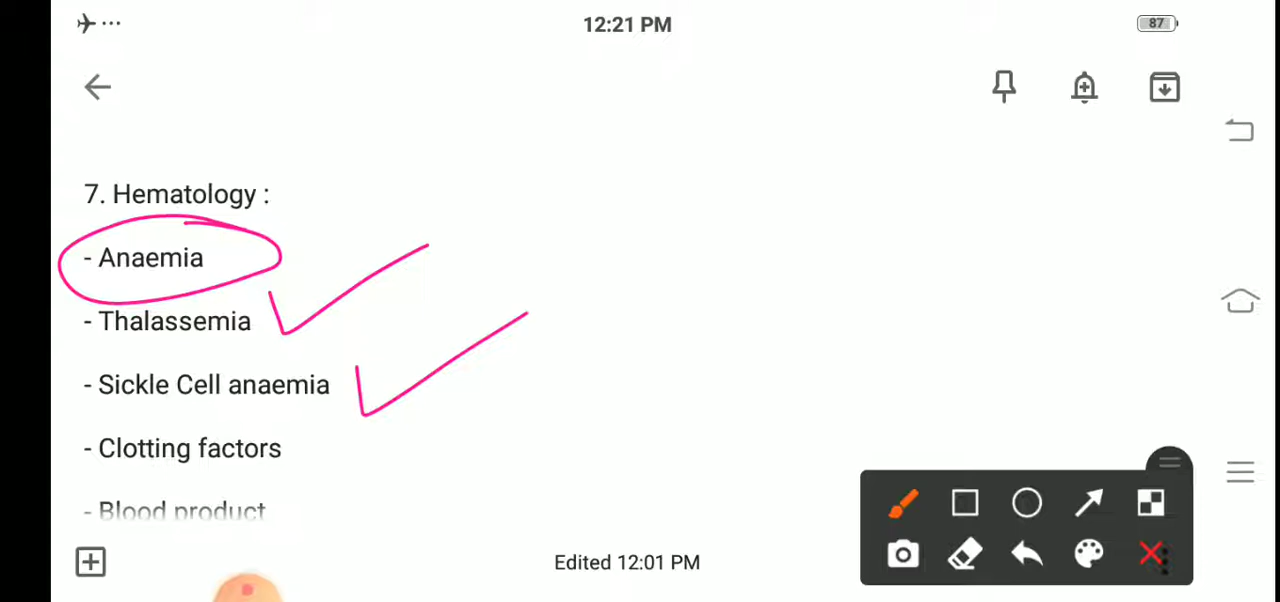 12:21 PM
87
7. Hematology :
- Anaemia
- Thalassemia
- Sickle Cell anaemia
- Clotting factors
- Blood product
Edited 12:01 PM